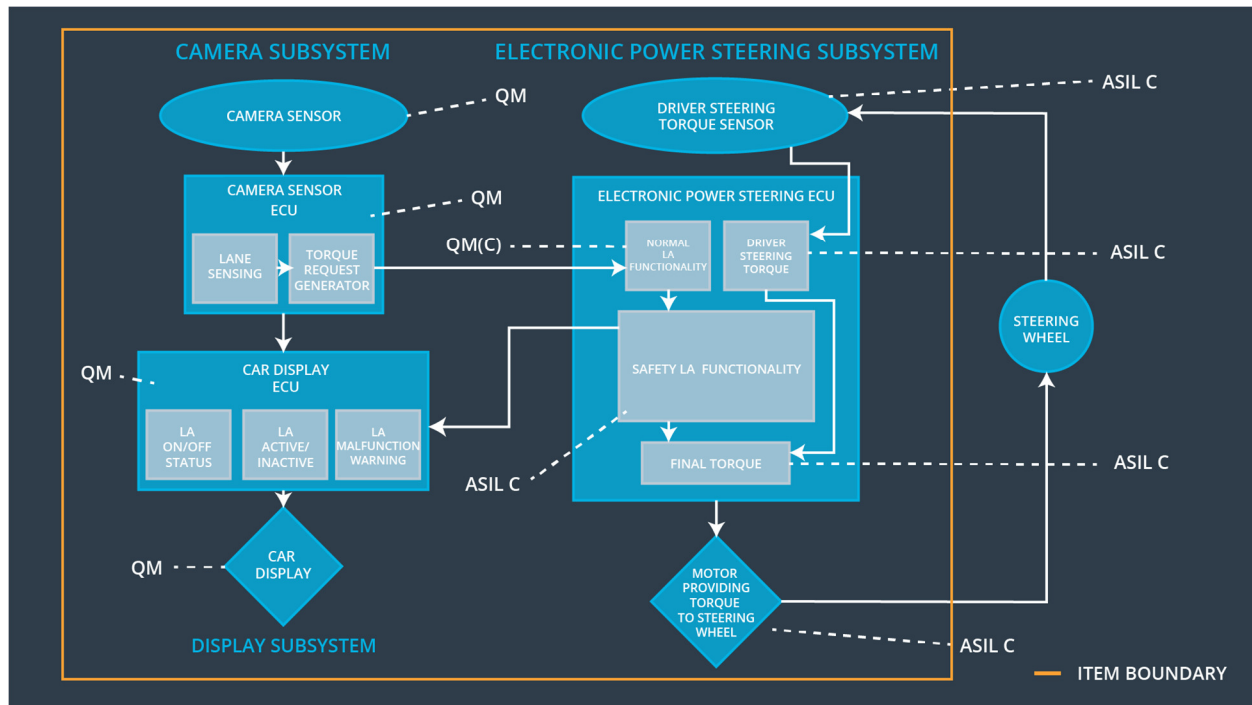 CAMERA SUBSYSTEM
ELECTRONIC POWER STEERING SUBSYSTEM
CAMERA SENSOR
QM
DRIVER STEERING
TORQUE SENSOR
ASIL C
CAMERA SENSOR
ECU
QM
LANE
SENSING
TORQUE
REQUEST
GENERATOR
QM(C)
ELECTRONIC POWER STEERING ECU
NORMAL
LA
FUNCTIONALITY
DRIVER
STEERING
TORQUE
ASIL C
STEERING
WHEEL
SAFETY LA FUNCTIONALITY
QM
CAR DISPLAY
ECU
LA
ON/OFF
STATUS
LA
ACTIVE/
INACTIVE
LA
MALFUNCTION
WARNING
ASIL C
FINAL TORQUE
ASIL C
QM
CAR
DISPLAY
MOTOR
PROVIDING
TORQUE
TO STEERING
WHEEL
ASIL C
DISPLAY SUBSYSTEM
ITEM BOUNDARY